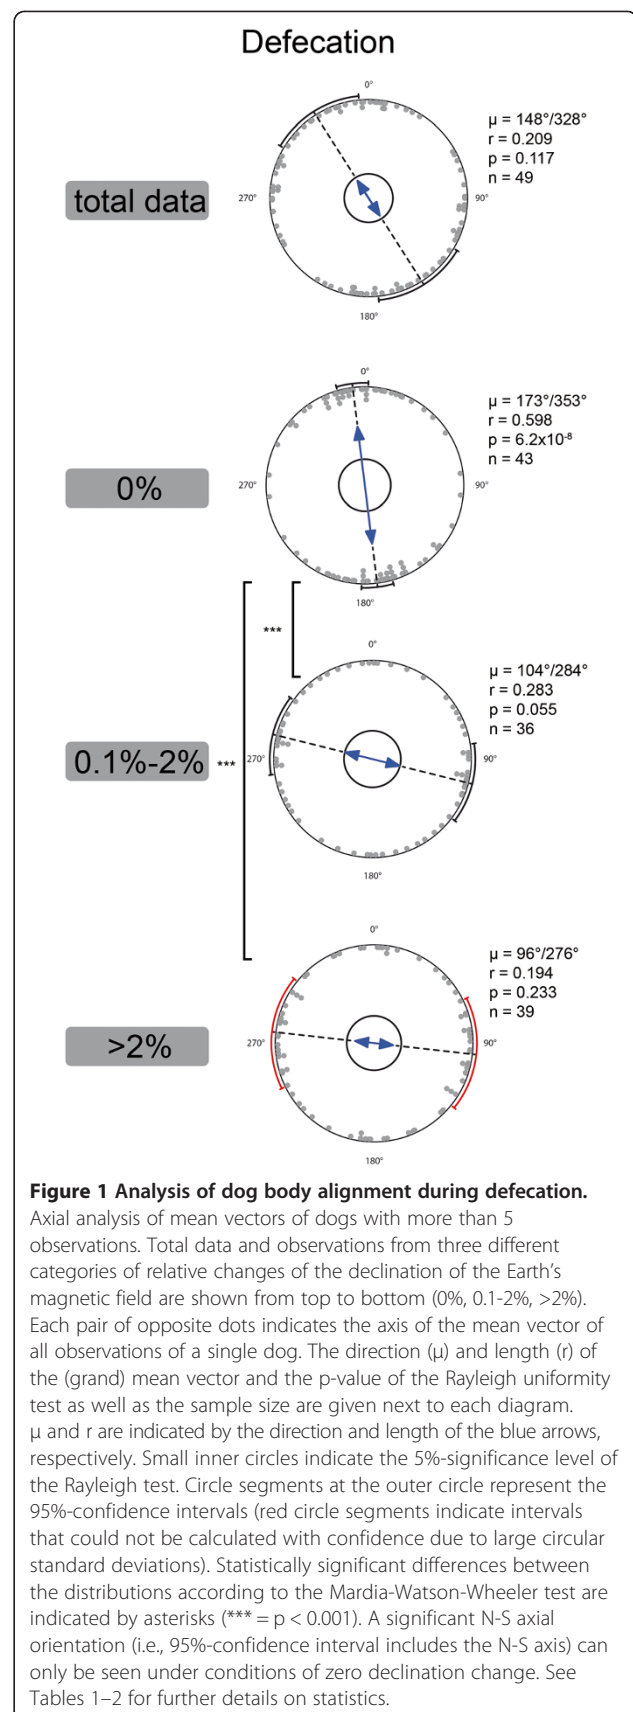 Defecation
0°
μ = 148°/328°
r = 0.209
p = 0.117
n = 49
total data
270°
90°
180°
0°
μ = 173°/353°
r = 0.598
p = 6.2x10⁻⁸
n = 43
0%
270°
90°
180°
***
0°
μ = 104°/284°
r = 0.283
p = 0.055
n = 36
0.1%-2%
***
270°
90°
180°
0°
μ = 96°/276°
r = 0.194
p = 0.233
n = 39
>2%
270°
90°
180°
Figure 1 Analysis of dog body alignment during defecation.
Axial analysis of mean vectors of dogs with more than 5
observations. Total data and observations from three different
categories of relative changes of the declination of the Earth's
magnetic field are shown from top to bottom (0%, 0.1-2%, >2%).
Each pair of opposite dots indicates the axis of the mean vector of
all observations of a single dog. The direction (μ) and length (r) of
the (grand) mean vector and the p-value of the Rayleigh uniformity
test as well as the sample size are given next to each diagram.
μ and r are indicated by the direction and length of the blue arrows,
respectively. Small inner circles indicate the 5%-significance level of
the Rayleigh test. Circle segments at the outer circle represent the
95%-confidence intervals (red circle segments indicate intervals
that could not be calculated with confidence due to large circular
standard deviations). Statistically significant differences between
the distributions according to the Mardia-Watson-Wheeler test are
indicated by asterisks (*** = p < 0.001). A significant N-S axial
orientation (i.e., 95%-confidence interval includes the N-S axis) can
only be seen under conditions of zero declination change. See
Tables 1–2 for further details on statistics.